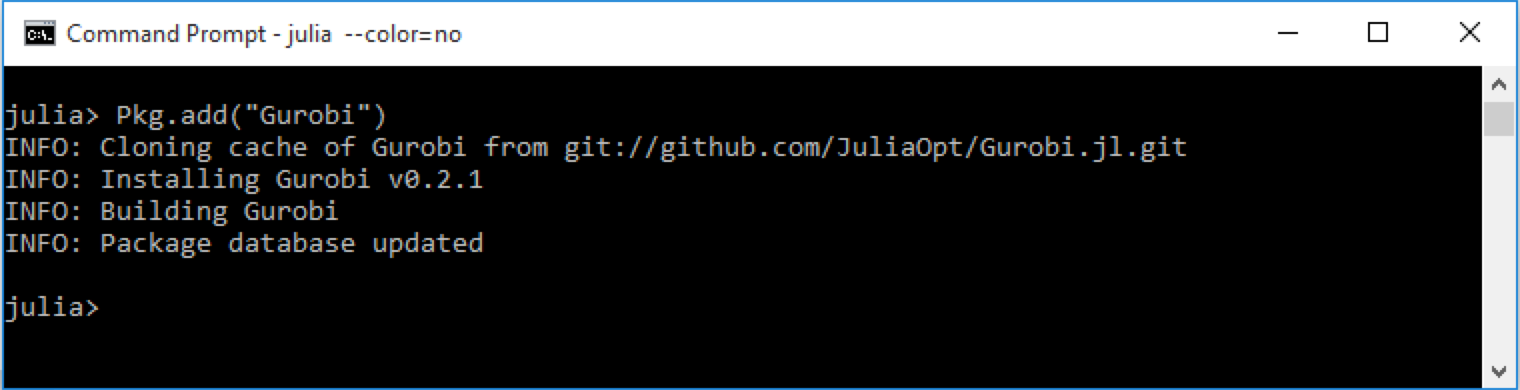 C:\. Command Prompt - julia --color=no
julia> Pkg.add("Gurobi")
INFO: Cloning cache of Gurobi from git://github.com/JuliaOpt/Gurobi.jl.git
INFO: Installing Gurobi v0.2.1
INFO: Building Gurobi
INFO: Package database updated
julia>